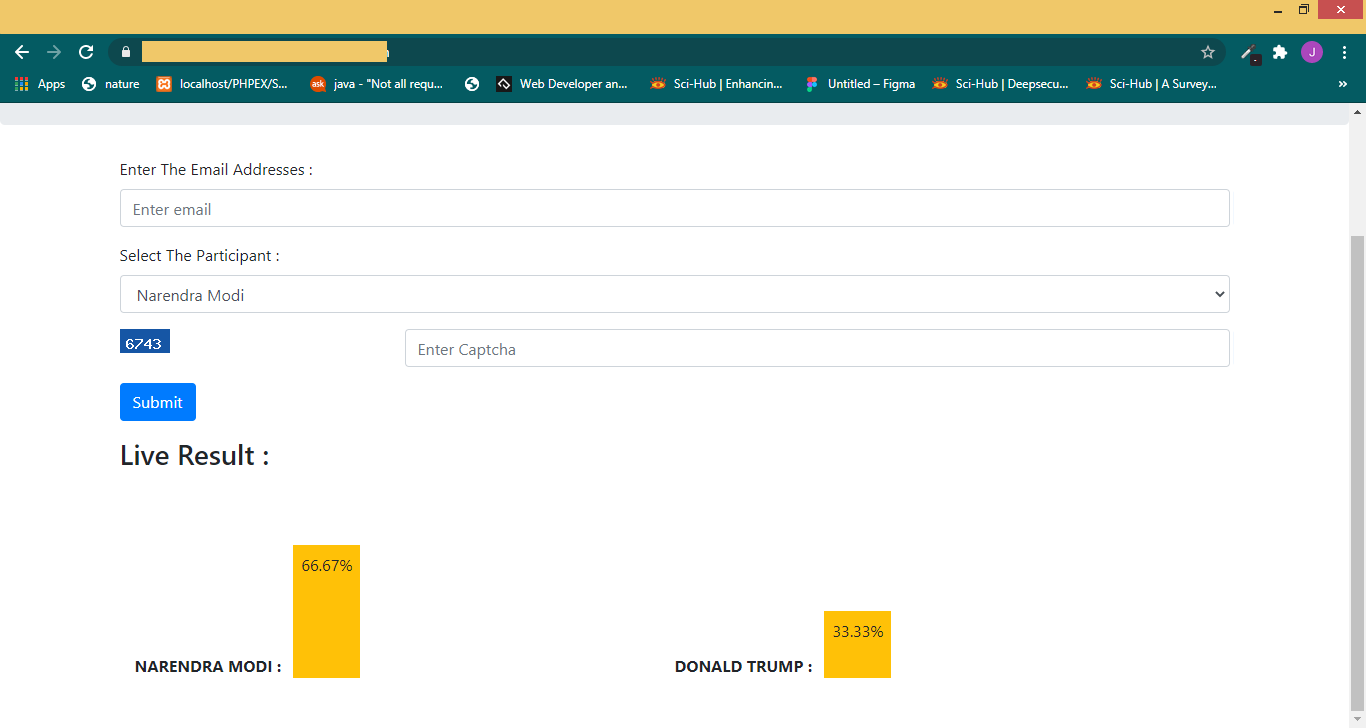 J
Apps nature localhost/PHPEX/S... ask java - "Not all requ... Web Developer an... Sci-Hub | Enhancin... Untitled – Figma Sci-Hub | Deepsecu... Sci-Hub | A Survey... »
Enter The Email Addresses :
Enter email
Select The Participant :
Narendra Modi
6743 Enter Captcha
Submit
Live Result :
66.67%
33.33%
NARENDRA MODI : DONALD TRUMP :